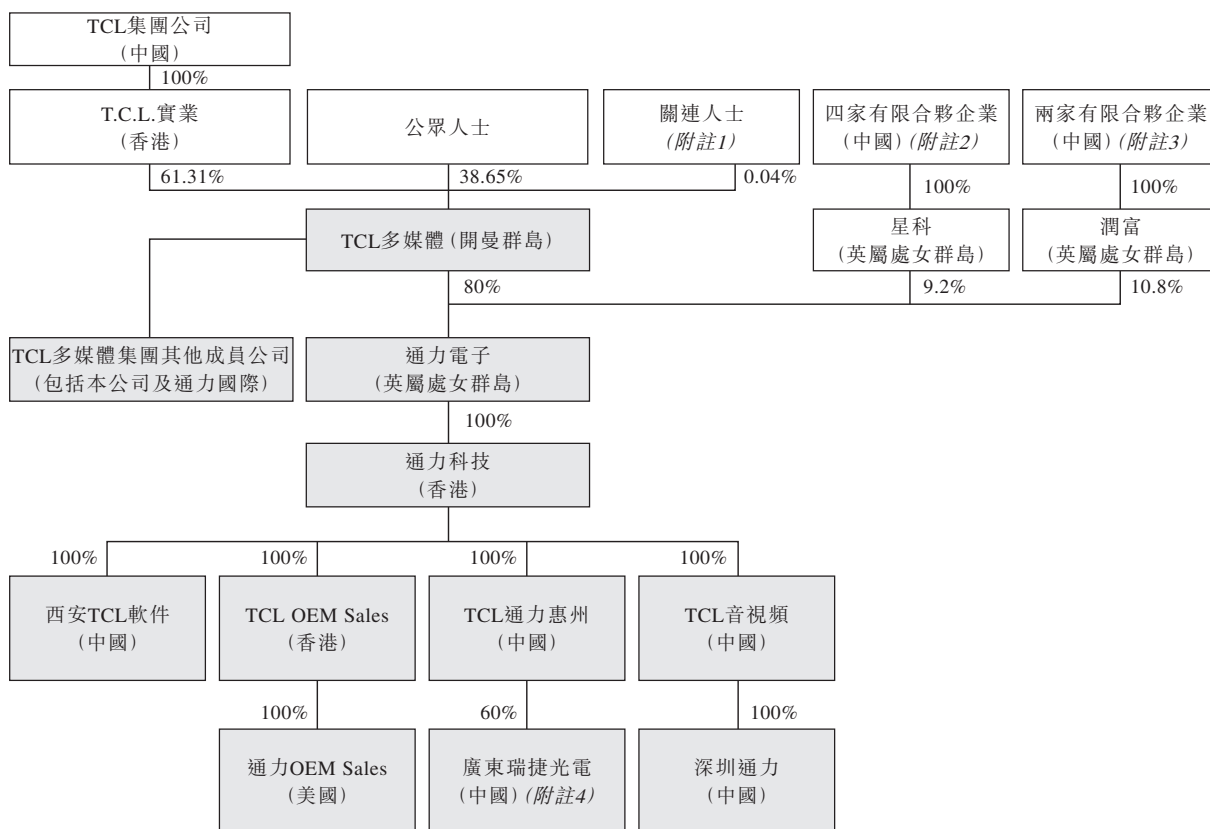 TCL集團公司
(中國)
100%
T.C.L.實業
(香港)
公眾人士
關連人士
(附註1)
四家有限合夥企業
(中國)(附註2)
兩家有限合夥企業
(中國)(附註3)
61.31%
38.65%
0.04%
100%
100%
TCL多媒體(開曼群島)
星科
(英屬處女群島)
潤富
(英屬處女群島)
80%
9.2%
10.8%
TCL多媒體集團其他成員公司
(包括本公司及通力國際)
通力電子
(英屬處女群島)
100%
通力科技
(香港)
100%
100%
100%
100%
西安TCL軟件
(中國)
TCL OEM Sales
(香港)
TCL通力惠州
(中國)
TCL音視頻
(中國)
100%
60%
100%
通力OEM Sales
(美國)
廣東瑞捷光電
(中國)(附註4)
深圳通力
(中國)